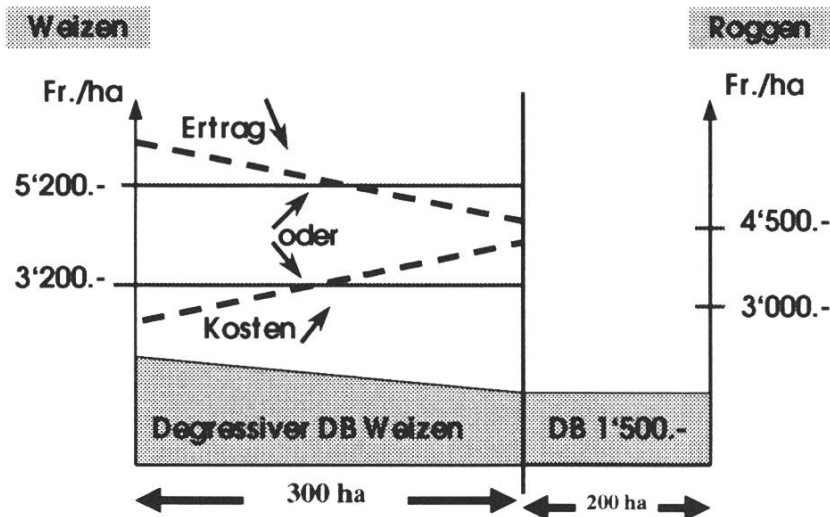 Weizen
Roggen
Fr./ha
Fr./ha
Ertrag
5'200.-
4'500.-
oder
3'200.-
3'000.-
Kosten
Degressiver DB Weizen
DB 1'500.-
300 ha
200 ha